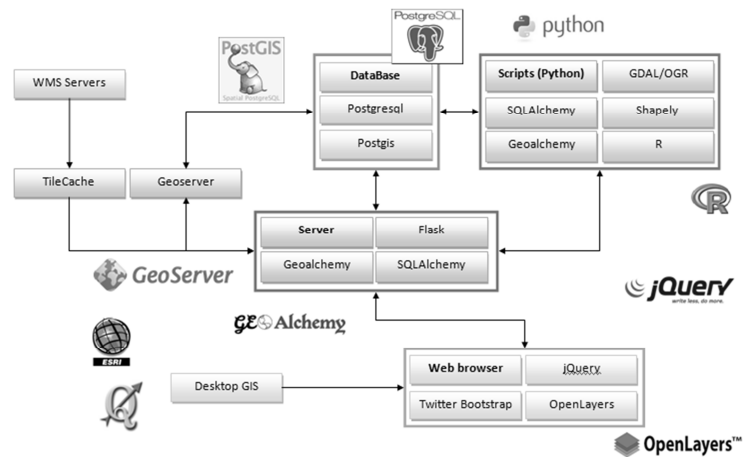 PostgreSQL
python
PostGIS
Spatial PostgreSQL
WMS Servers
DataBase
Postgresql
Postgis
Scripts (Python)
GDAL/OGR
SQLAlchemy
Shapely
Geoalchemy
R
TileCache
Geoserver
R
Server
Flask
Geoalchemy
SQLAlchemy
GeoServer
jQuery
write less, do more.
GEOAlchemy
ESRI
Web browser
jQuery
Twitter Bootstrap
OpenLayers
Desktop GIS
Q
OpenLayers™